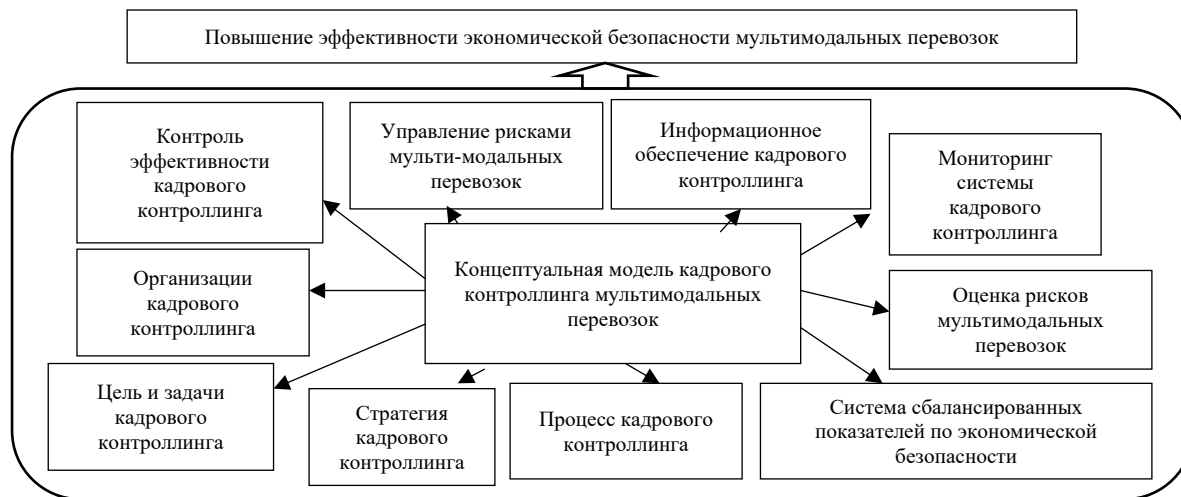 Повышение эффективности экономической безопасности мультимодальных перевозок
Контроль
эффективности
кадрового
контроллинга
Управление рисками
мульти-модальных
перевозок
Информационное
обеспечение кадрового
контроллинга
Мониторинг
системы
кадрового
контроллинга
Организации
кадрового
контроллинга
Концептуальная модель кадрового
контроллинга мультимодальных
перевозок
Оценка рисков
мультимодальных
перевозок
Цель и задачи
кадрового
контроллинга
Стратегия
кадрового
контроллинга
Процесс кадрового
контроллинга
Система сбалансированных
показателей по экономической
безопасности